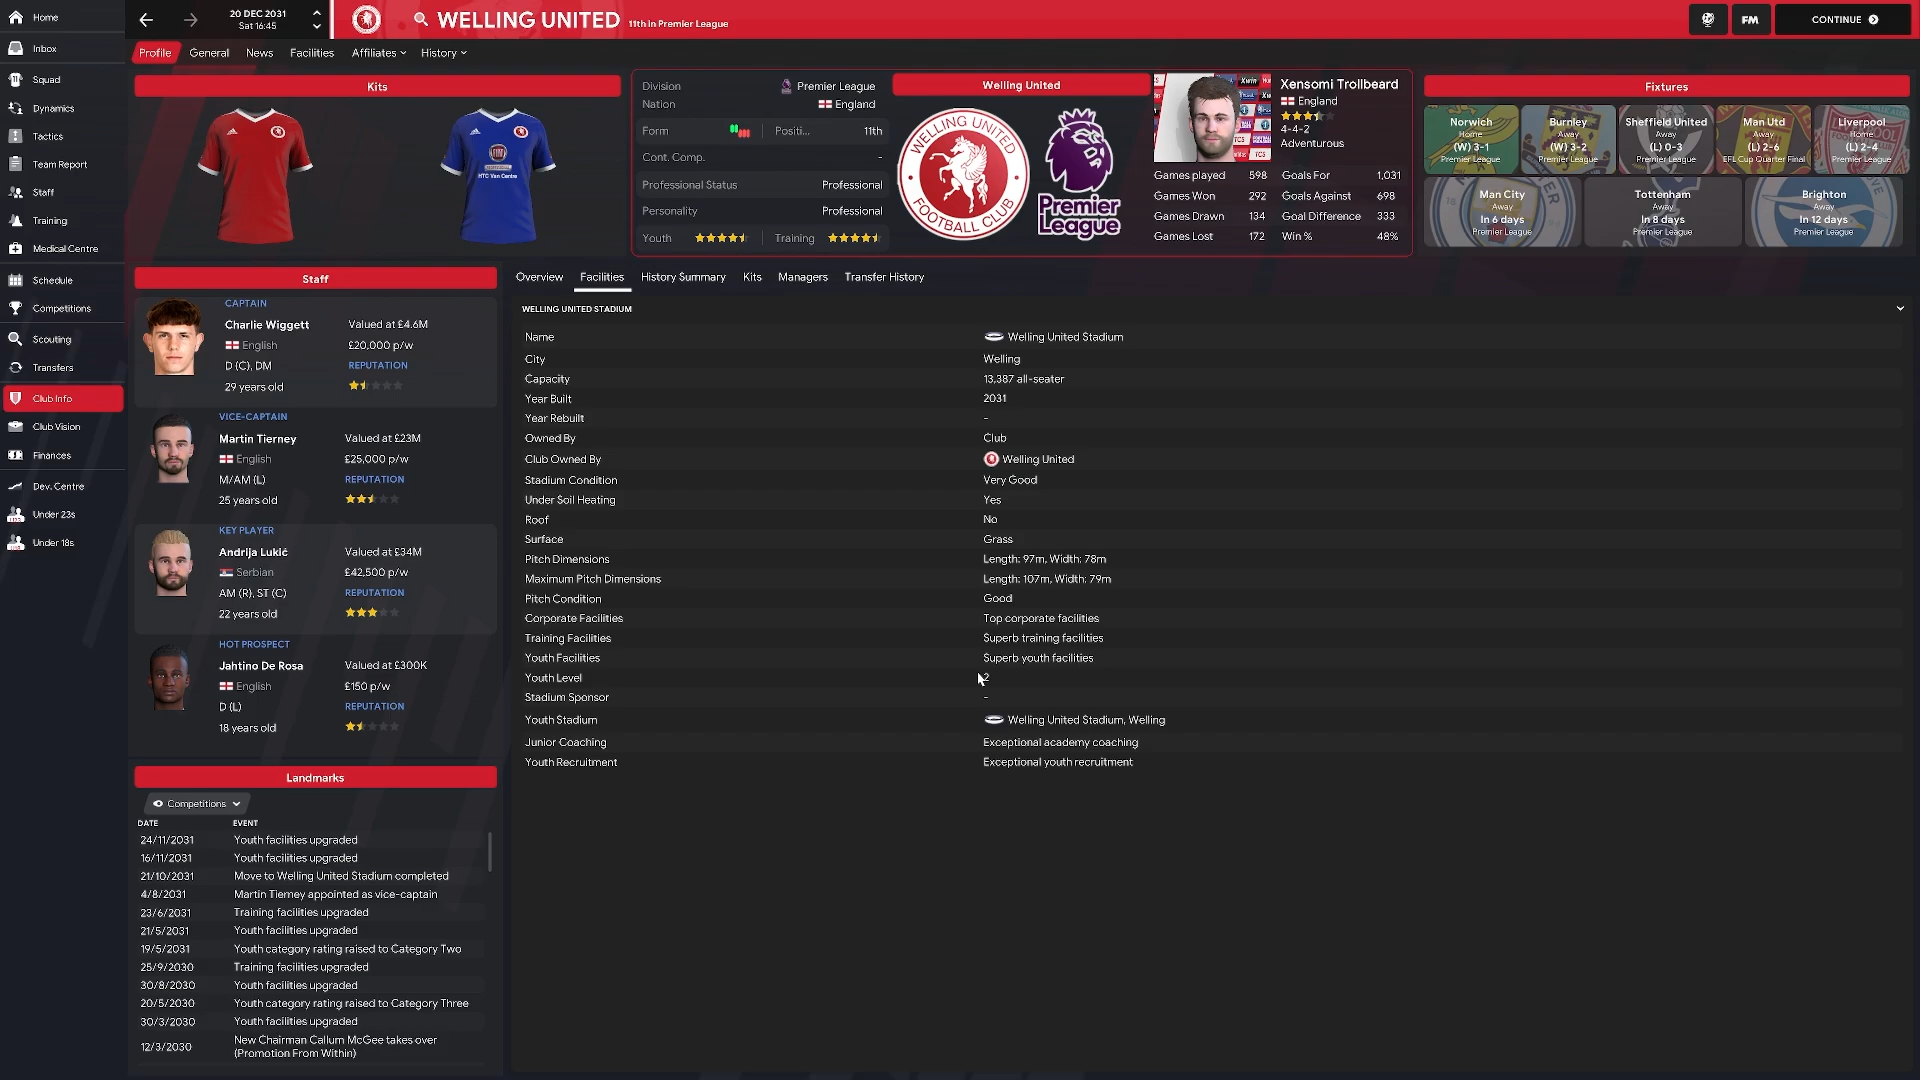 Home
Inbox
Squad
Dynamics
Tactics
Team Report
Staff
Training
Medical Centre
Schedule
Competitions
Scouting
Transfers
Club Info
Club Vision
Finances
Dev. Centre
Under 23s
Under 18s
20 DEC 2031
Sat 16:45
WELLING UNITED
11th in Premier League
FM
CONTINUE
Profile General News Facilities Affiliates History
Kits
HTC Van Centre
Division Premier League
Nation England
Form Positi... 11th
Cont. Comp. -
Professional Status Professional
Personality Professional
Youth Training
Welling United
WELLING UNITED
FOOTBALL CLUB
Premier
League
Xensomi Trollbeard
England
4-4-2
Adventurous
Games played 598 Goals For 1,031
Games Won 292 Goals Against 698
Games Drawn 134 Goal Difference 333
Games Lost 172 Win % 48%
Fixtures
Norwich
Home
(W) 3-1
Premier League
Burnley
Away
(W) 3-2
Premier League
Sheffield United
Away
(L) 0-3
Premier League
Man Utd
Away
(L) 2-6
EFL Cup Quarter Final
Liverpool
Home
(L) 2-4
Premier League
Man City
Away
In 6 days
Premier League
Tottenham
Away
In 8 days
Premier League
Brighton
Away
In 12 days
Premier League
Staff
CAPTAIN
Charlie Wiggett Valued at £4.6M
English £20,000 p/w
D (C), DM REPUTATION
29 years old
VICE-CAPTAIN
Martin Tierney Valued at £23M
English £25,000 p/w
M/AM (L) REPUTATION
25 years old
KEY PLAYER
Andrija Lukić Valued at £34M
Serbian £42,500 p/w
AM (R), ST (C) REPUTATION
22 years old
HOT PROSPECT
Jahtino De Rosa Valued at £300K
English £150 p/w
D (L) REPUTATION
18 years old
Landmarks
Competitions
DATE EVENT
24/11/2031 Youth facilities upgraded
16/11/2031 Youth facilities upgraded
21/10/2031 Move to Welling United Stadium completed
4/8/2031 Martin Tierney appointed as vice-captain
23/6/2031 Training facilities upgraded
21/5/2031 Youth facilities upgraded
19/5/2031 Youth category rating raised to Category Two
25/9/2030 Training facilities upgraded
30/8/2030 Youth facilities upgraded
20/5/2030 Youth category rating raised to Category Three
30/3/2030 Youth facilities upgraded
12/3/2030 New Chairman Callum McGee takes over
(Promotion From Within)
Overview Facilities History Summary Kits Managers Transfer History
WELLING UNITED STADIUM
Name Welling United Stadium
City Welling
Capacity 13,387 all-seater
Year Built 2031
Year Rebuilt -
Owned By Club
Club Owned By Welling United
Stadium Condition Very Good
Under Soil Heating Yes
Roof No
Surface Grass
Pitch Dimensions Length: 97m, Width: 78m
Maximum Pitch Dimensions Length: 107m, Width: 79m
Pitch Condition Good
Corporate Facilities Top corporate facilities
Training Facilities Superb training facilities
Youth Facilities Superb youth facilities
Youth Level 2
Stadium Sponsor -
Youth Stadium Welling United Stadium, Welling
Junior Coaching Exceptional academy coaching
Youth Recruitment Exceptional youth recruitment